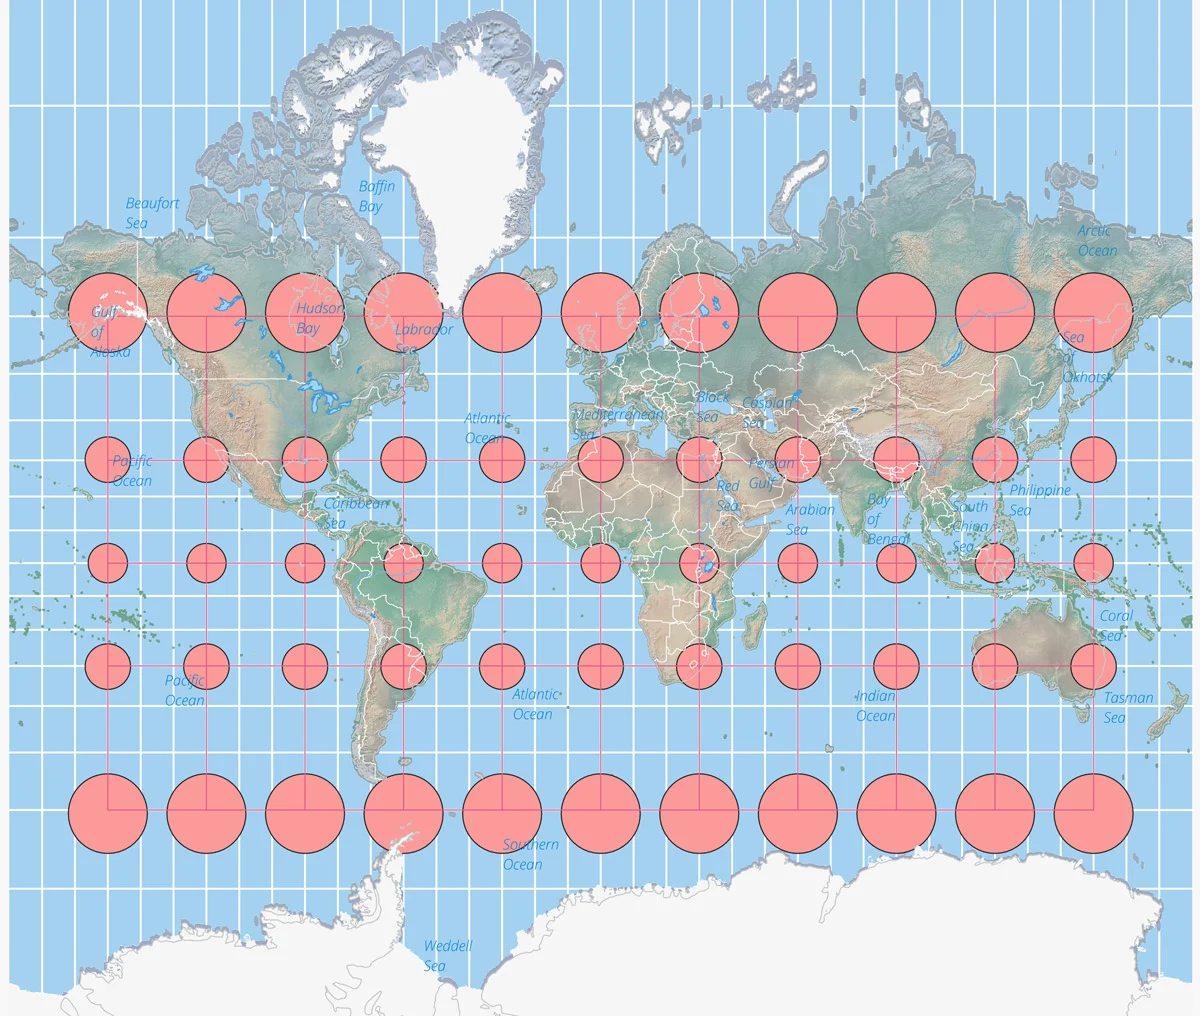 Beaufort
Sea
Baffin
Bay
Arctic
Ocean
Gulf
of
Alaska
Hudson
Bay
Labrador
Sea
Sea
of
Okhotsk
Atlantic
Ocean
Mediterranean
Sea
Black
Sea
Caspian
Sea
Pacific
Ocean
Caribbean
Sea
Red
Sea
Persian
Gulf
Arabian
Sea
Bay
of
Bengal
South
China
Sea
Philippine
Sea
Coral
Sea
Pacific
Ocean
Atlantic
Ocean
Indian
Ocean
Tasman
Sea
Southern
Ocean
Weddell
Sea